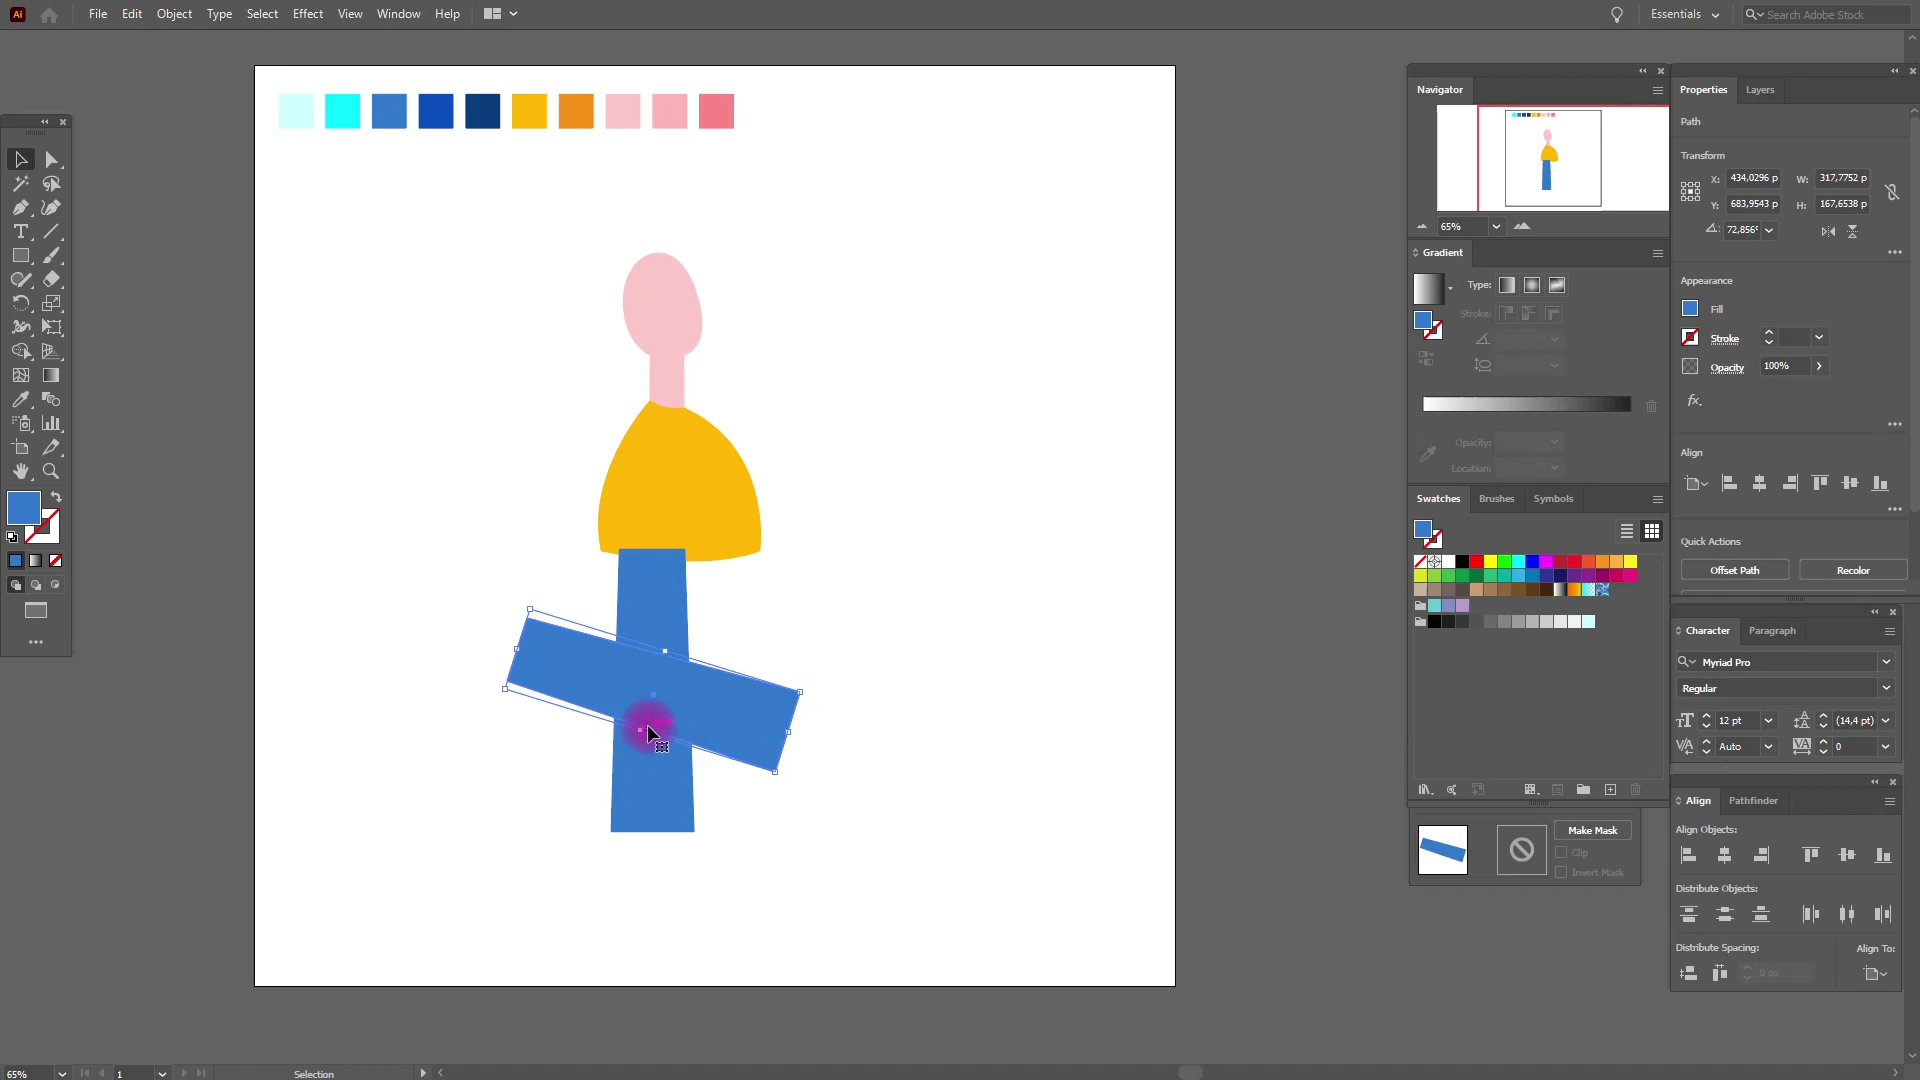 Ai File Edit Object Type Select Effect View Window Help Essentials Search Adobe Stock
Navigator
65%
Gradient
Type:
Stroke:
Opacity:
Location:
Swatches Brushes Symbols
Make Mask
Clip
Invert Mask
Properties Layers
Path
Transform
X: 434,0296 p W: 317,7752 p
Y: 683,9543 p H: 167,6538 p
72,856°
Appearance
Fill
Stroke
Opacity 100%
fx.
Align
Quick Actions
Offset Path Recolor
Character Paragraph
Myriad Pro
Regular
12 pt (14,4 pt)
Auto 0
Align Pathfinder
Align Objects:
Distribute Objects:
Distribute Spacing: Align To:
0 px
65% 1 Selection